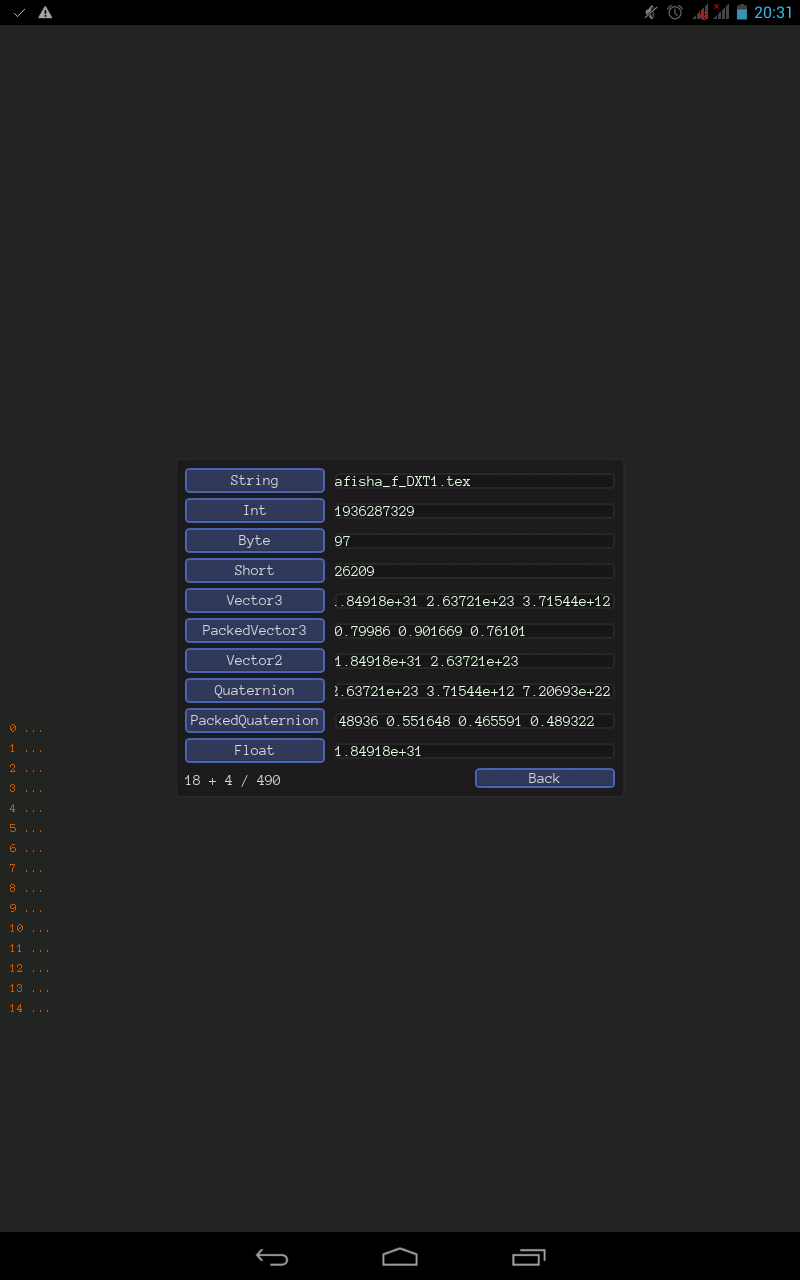 20:31
String afisha_f_DXT1.tex
Int 1936287329
Byte 97
Short 26209
Vector3 .84918e+31 2.63721e+23 3.71544e+12
PackedVector3 0.79986 0.901669 0.76101
Vector2 1.84918e+31 2.63721e+23
Quaternion 2.63721e+23 3.71544e+12 7.20693e+22
PackedQuaternion 48936 0.551648 0.465591 0.489322
Float 1.84918e+31
18 + 4 / 490 Back
0 ...
1 ...
2 ...
3 ...
4 ...
5 ...
6 ...
7 ...
8 ...
9 ...
10 ...
11 ...
12 ...
13 ...
14 ...